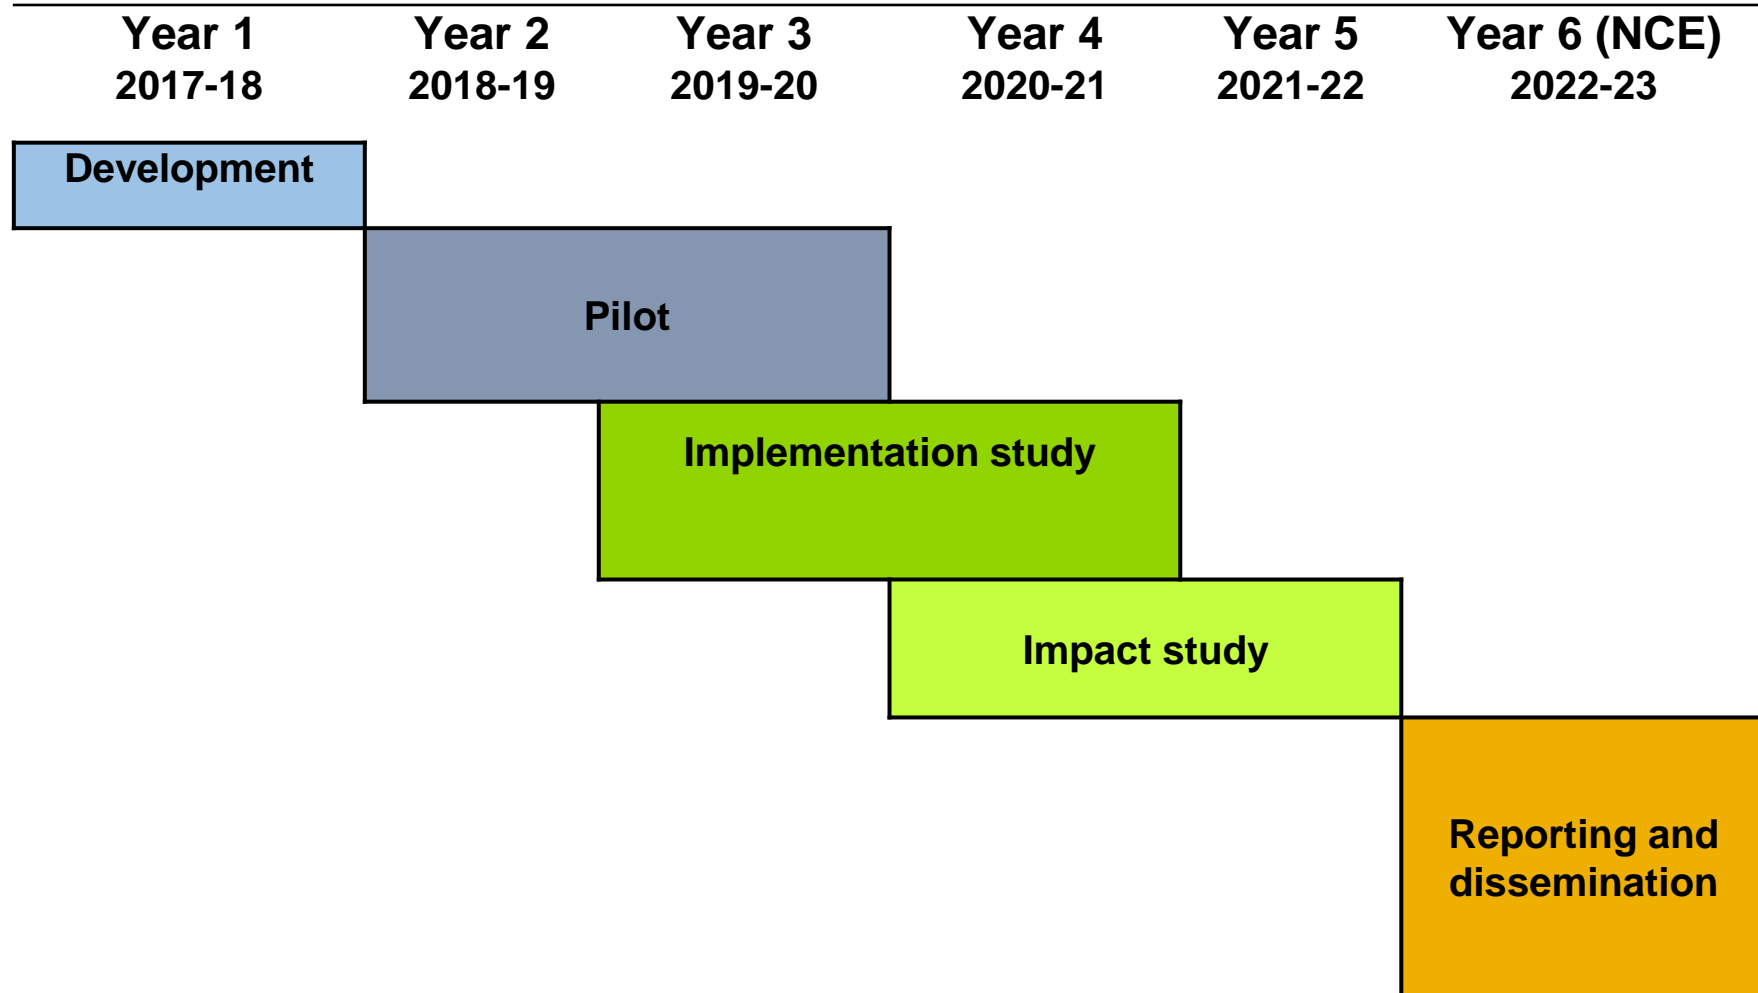 Year 1 Year 2 Year 3 Year 4 Year 5 Year 6 (NCE)
2017-18 2018-19 2019-20 2020-21 2021-22 2022-23
Development
Pilot
Implementation study
Impact study
Reporting and
dissemination